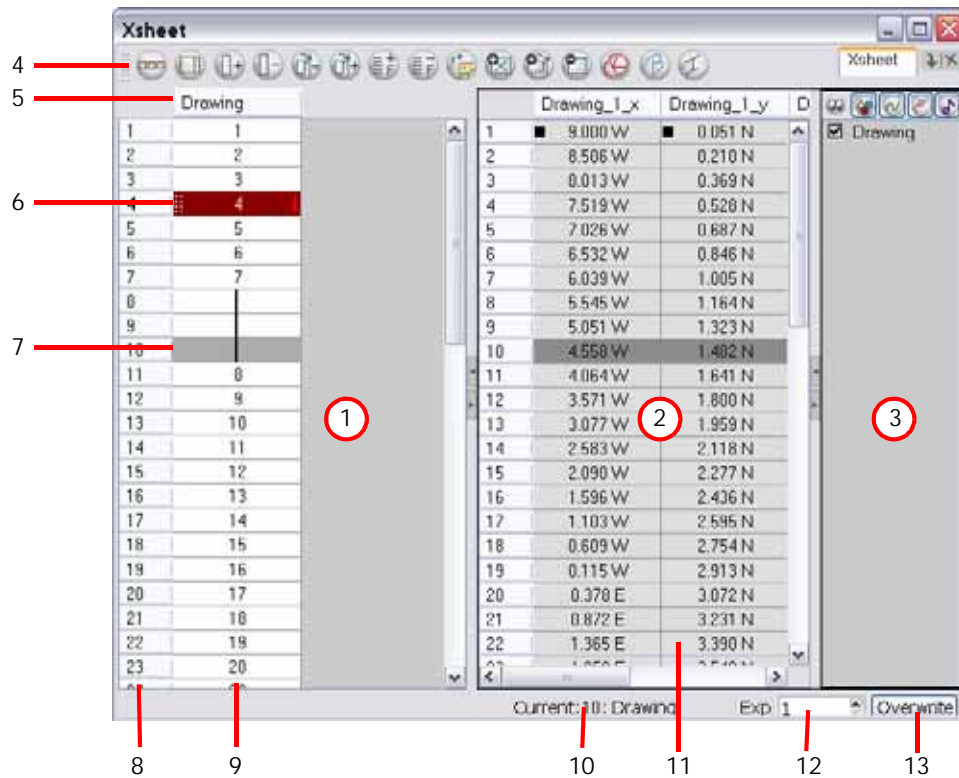 Xsheet
4 Xsheet
5 Drawing Drawing_1_x Drawing_1_y D
1 1 1 9.000 W 0.051 N Drawing
2 2 2 8.506 W 0.210 N
3 3 3 8.013 W 0.369 N
6 4 4 4 7.519 W 0.528 N
5 5 5 7.026 W 0.687 N
6 6 6 6.532 W 0.846 N
7 7 7 6.039 W 1.005 N
8 8 5.545 W 1.164 N
9 9 5.051 W 1.323 N
7 10 10 4.558 W 1.482 N
11 8 11 4.064 W 1.641 N
12 9 12 3.571 W 1.800 N
13 10 1 13 3.077 W 2 1.959 N 3
14 11 14 2.583 W 2.118 N
15 12 15 2.090 W 2.277 N
16 13 16 1.596 W 2.436 N
17 14 17 1.103 W 2.595 N
18 15 18 0.609 W 2.754 N
19 16 19 0.115 W 2.913 N
20 17 20 0.378 E 3.072 N
21 18 21 0.872 E 3.231 N
22 19 22 1.365 E 3.390 N
23 20
Current:10: Drawing Exp 1 Overwrite
8 9 10 11 12 13